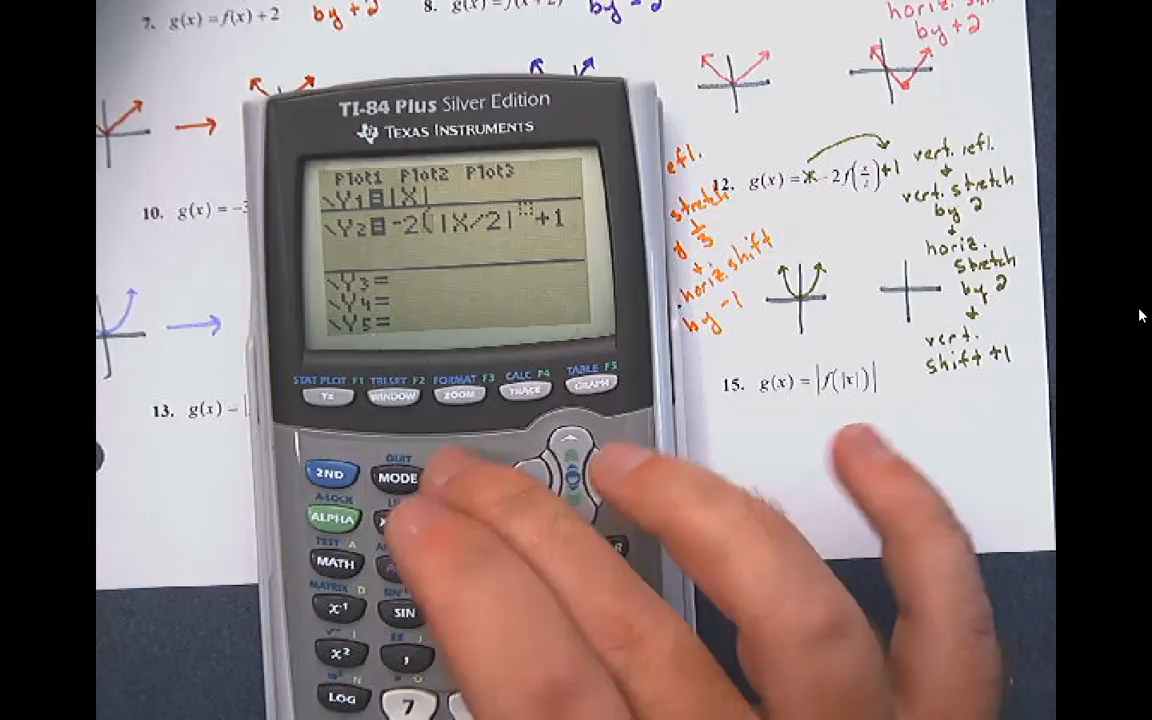 7. g(x) = f(x) + 2
by +2
8.
by -2
horiz. shi
by +2
TI-84 Plus Silver Edition
TEXAS INSTRUMENTS
Plot1 Plot2 Plot3
\Y1=|X|
\Y2=-2(|X/2| +1
\Y3=
\Y4=
\Y5=
10. g(x) = -3
efl.
stretch
1/3
+
horiz. shift
by -1
12. g(x) = -2f(x/2)+1
vert. refl.
+
vert. stretch
by 2
+
horiz.
stretch
by 2
+
vert.
shift +1
13. g(x) =
15. g(x) = |f(|x|)|
STAT PLOT F1 TBLSET F2 FORMAT F3 CALC F4 TABLE F5
Y= WINDOW ZOOM TRACE GRAPH
QUIT
2ND MODE
A-LOCK
ALPHA
TEST A
MATH
MATRIX D SIN-1
x-1 SIN
x2 ,
LOG 7